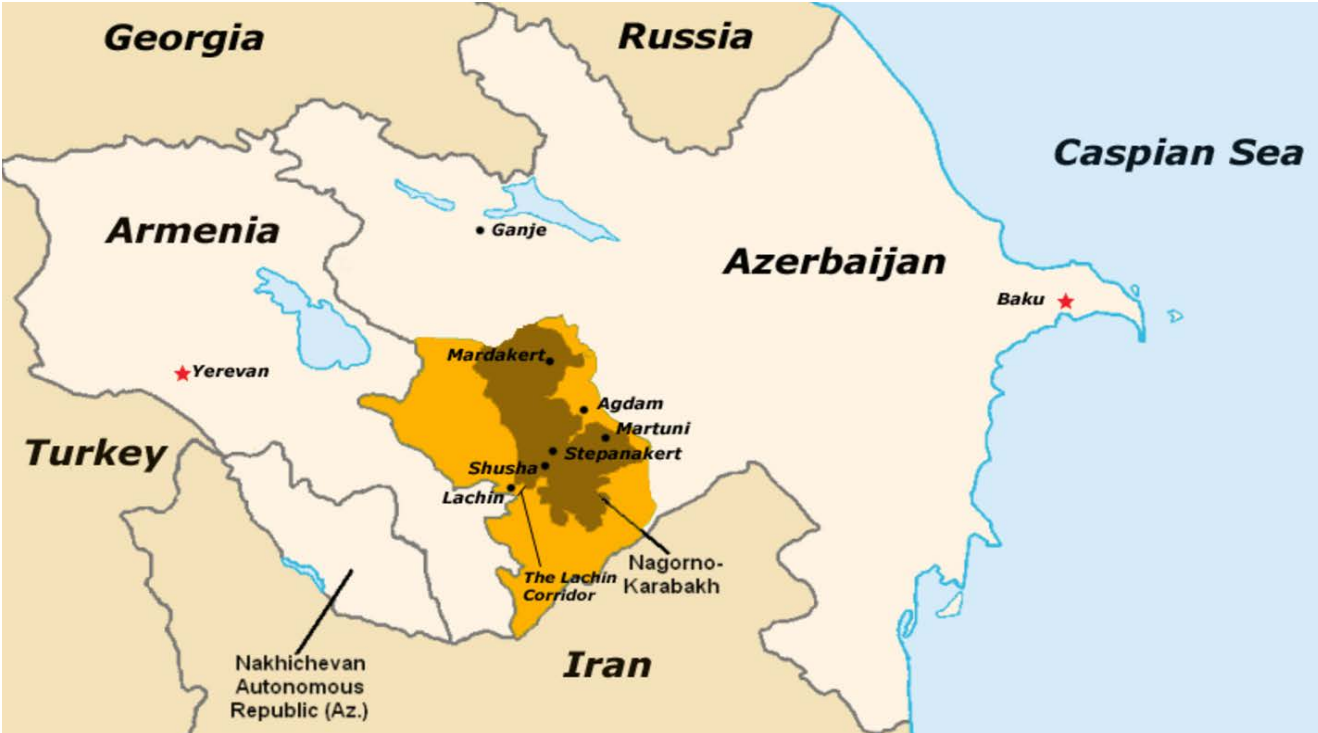 Georgia
Russia
Caspian Sea
Armenia
Ganje
Azerbaijan
Baku
Mardakert
Yerevan
Agdam
Martuni
Turkey
Stepanakert
Shusha
Lachin
Nagorno-
Karabakh
The Lachin
Corridor
Iran
Nakhichevan
Autonomous
Republic (Az.)